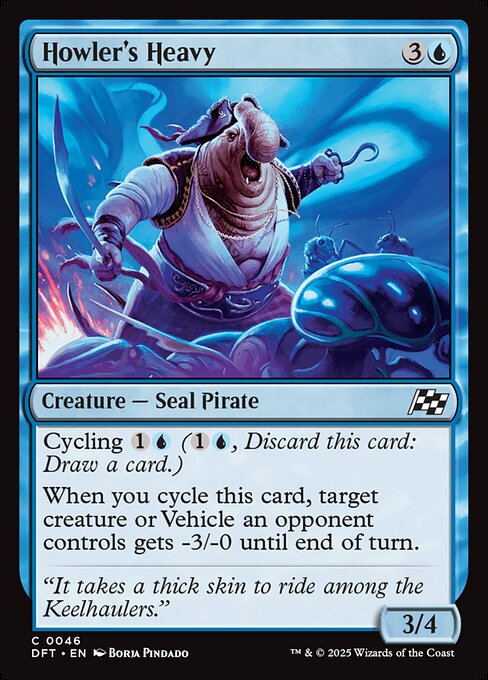 Howler's Heavy 3
Creature — Seal Pirate
Cycling 1 (1, Discard this card:
Draw a card.)
When you cycle this card, target
creature or Vehicle an opponent
controls gets -3/-0 until end of turn.
"It takes a thick skin to ride among the
Keelhaulers."
3/4
C 0046
DFT • EN Borja Pindado
™ & © 2025 Wizards of the Coast